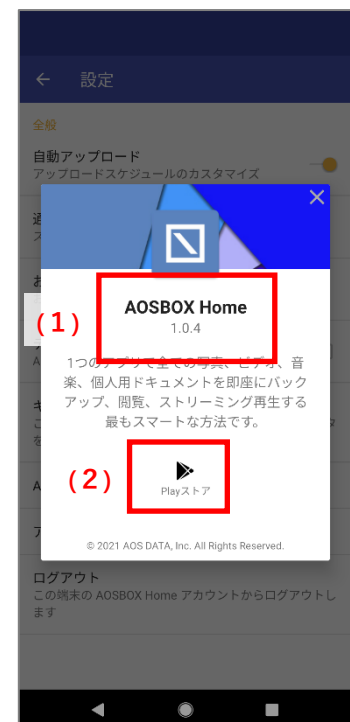 設定
全般
自動アップロード
アップロードスケジュールのカスタマイズ
AOSBOX Home
(1)
1.0.4
1つのアプリで全ての写真、ビデオ、音
楽、個人用ドキュメントを即座にバック
アップ、閲覧、ストリーミング再生する
最もスマートな方法です。
(2)
Playストア
© 2021 AOS DATA, Inc. All Rights Reserved.
ログアウト
この端末の AOSBOX Home アカウントからログアウトし
ます